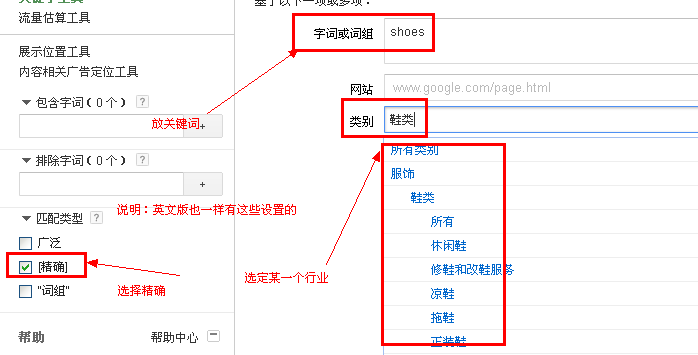 关键字工具
流量估算工具
展示位置工具
内容相关广告定位工具
包含字词（0 个） ?
+
放关键词
排除字词（0 个） ?
+
说明：英文版也一样有这些设置的
匹配类型 ?
广泛
[精确]
选择精确
"词组"
帮助
帮助中心
基于以下一项或多项：
字词或词组
shoes
网站
www.google.com/page.html
类别
鞋类
所有类别
服饰
鞋类
所有
休闲鞋
选定某一个行业
修鞋和改鞋服务
凉鞋
拖鞋
正装鞋